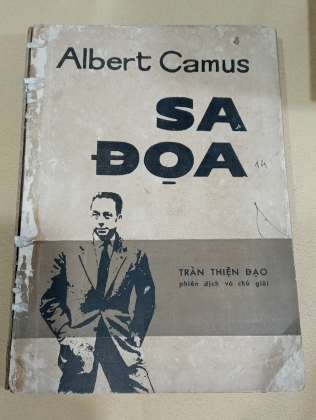 Albert Camus
SA
ĐỌA
TRẦN THIỆN ĐẠO
phiên dịch và chú giải